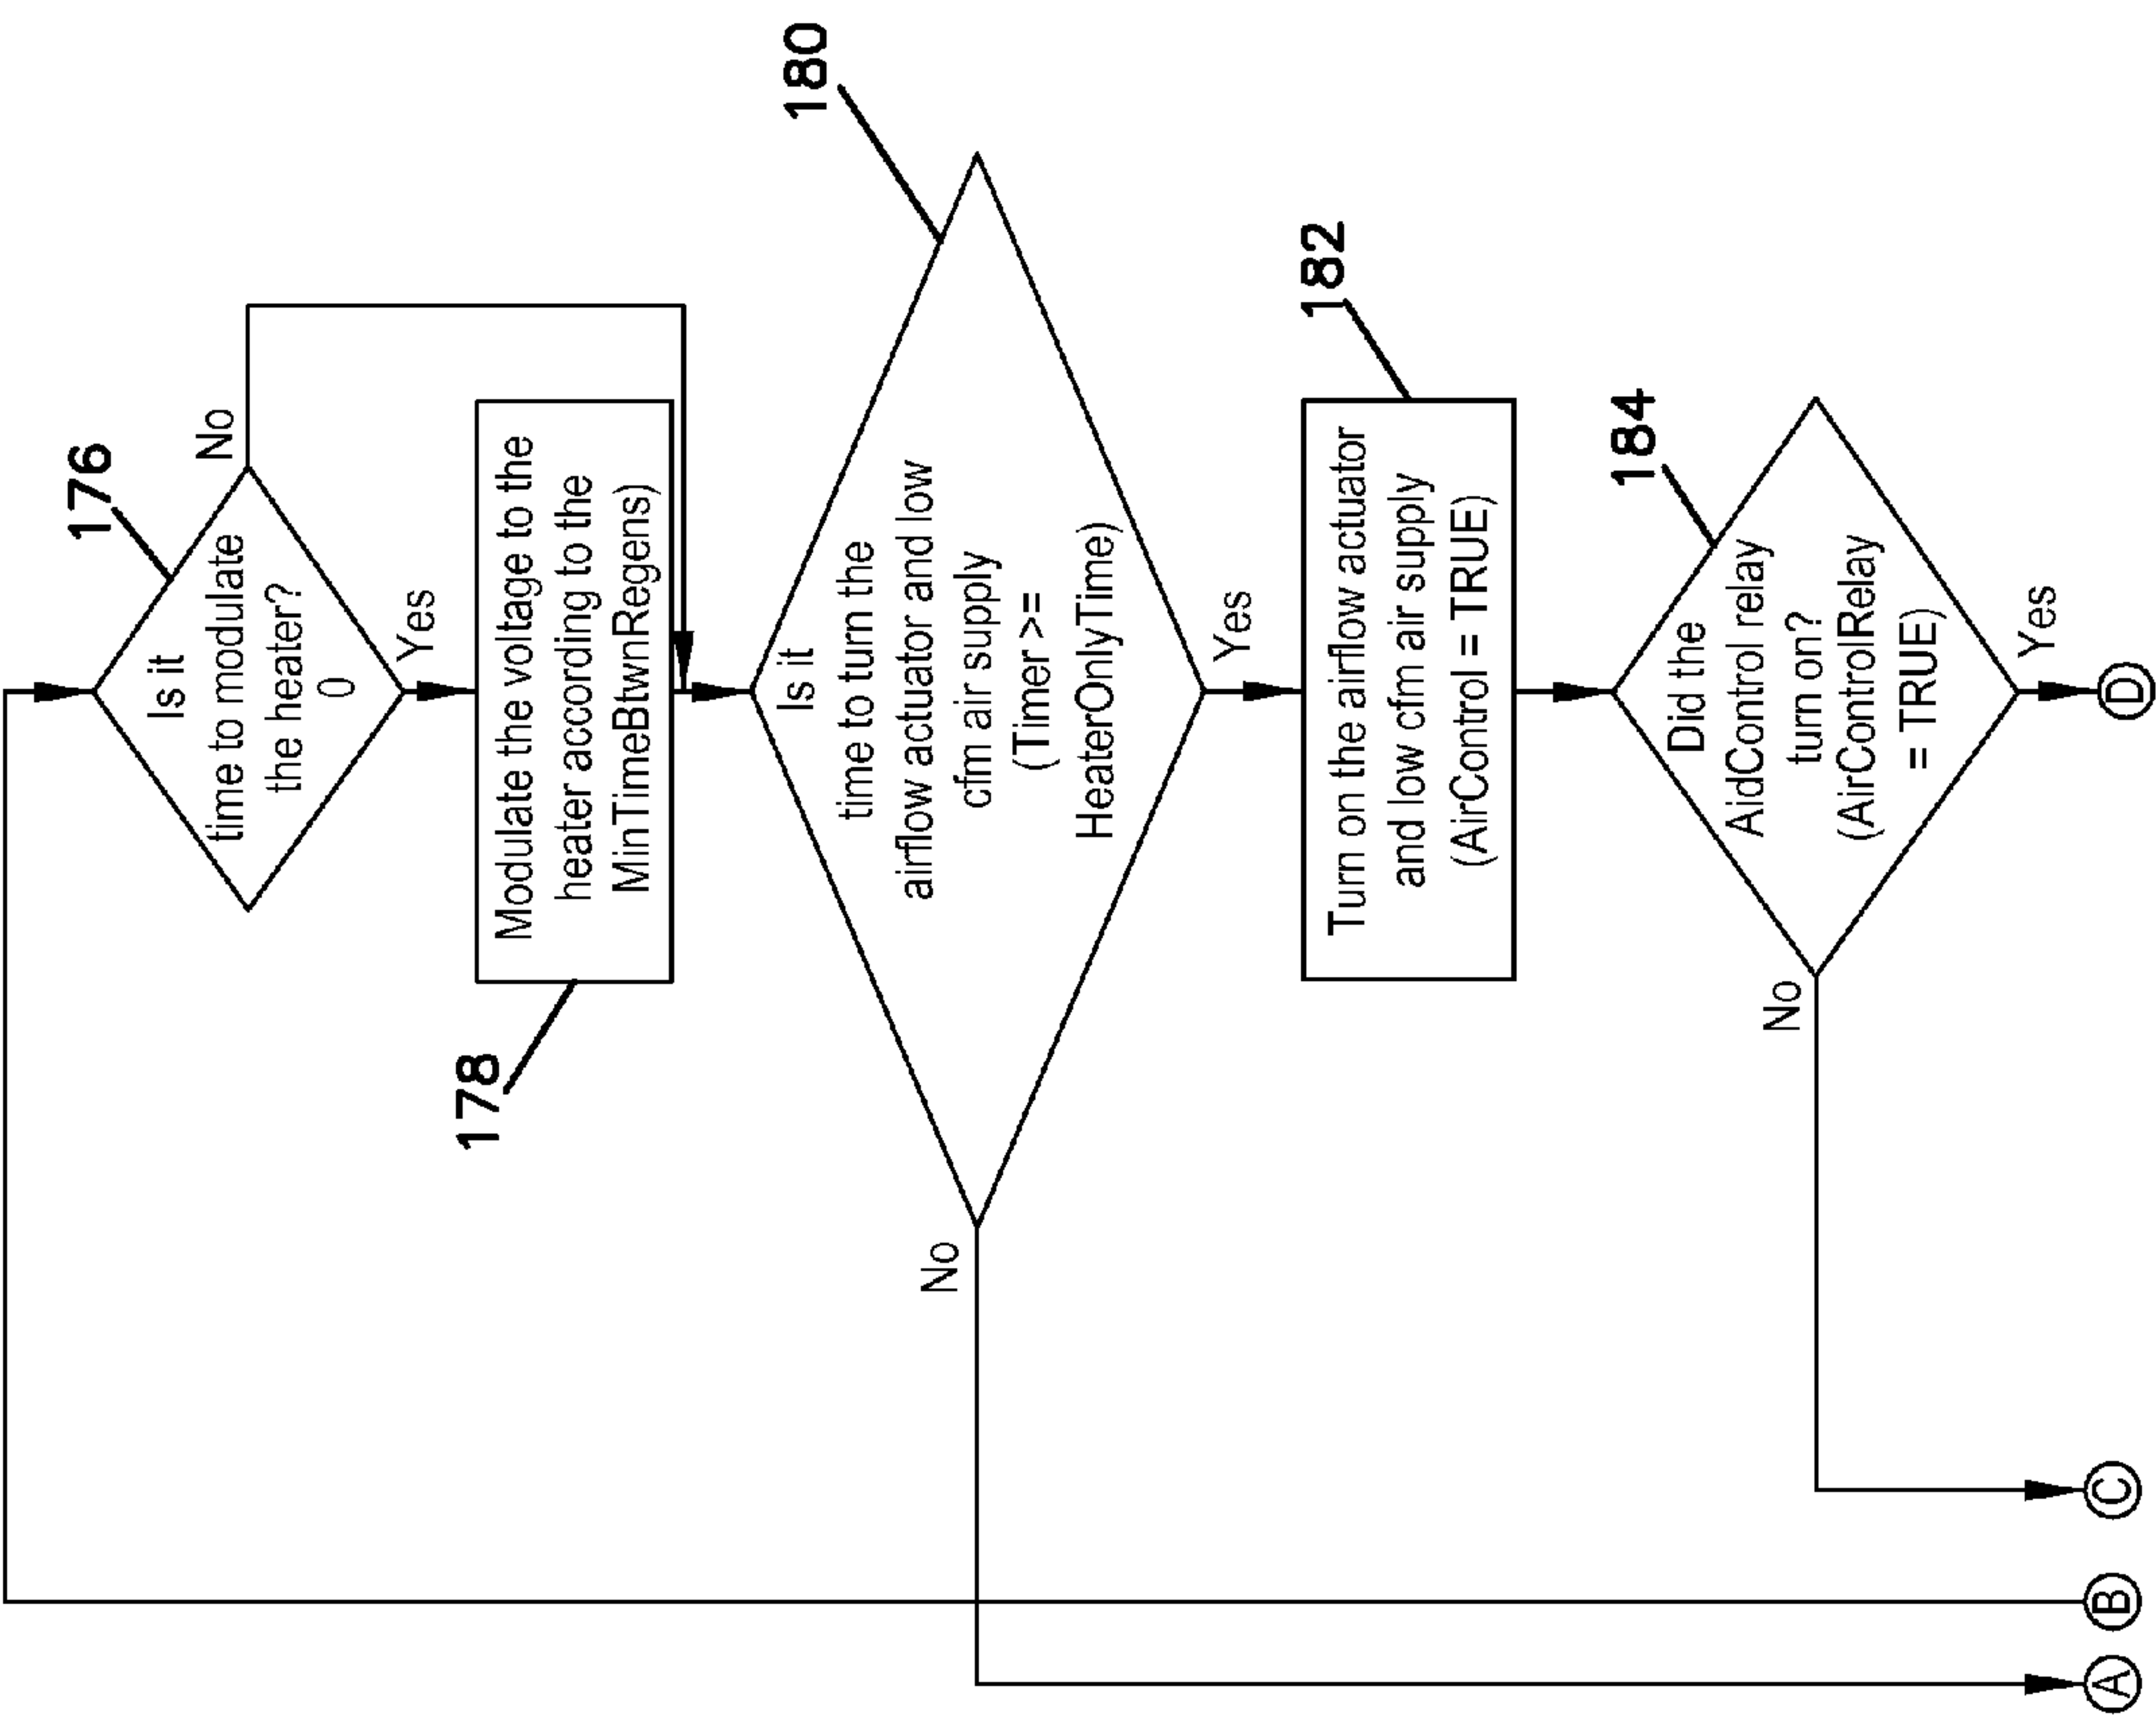 176
Is it
time to modulate
the heater?
()
No
Yes
178
Modulate the voltage to the
heater according to the
MinTimeBtwnRegens)
180
Is it
time to turn the
airflow actuator and low
cfm air supply
(Timer >=
HeaterOnlyTime)
No
Yes
182
Turn on the airflow actuator
and low cfm air supply
(AirControl = TRUE)
184
Did the
AidControl relay
turn on?
(AirControlRelay
= TRUE)
No
Yes
A
B
C
D